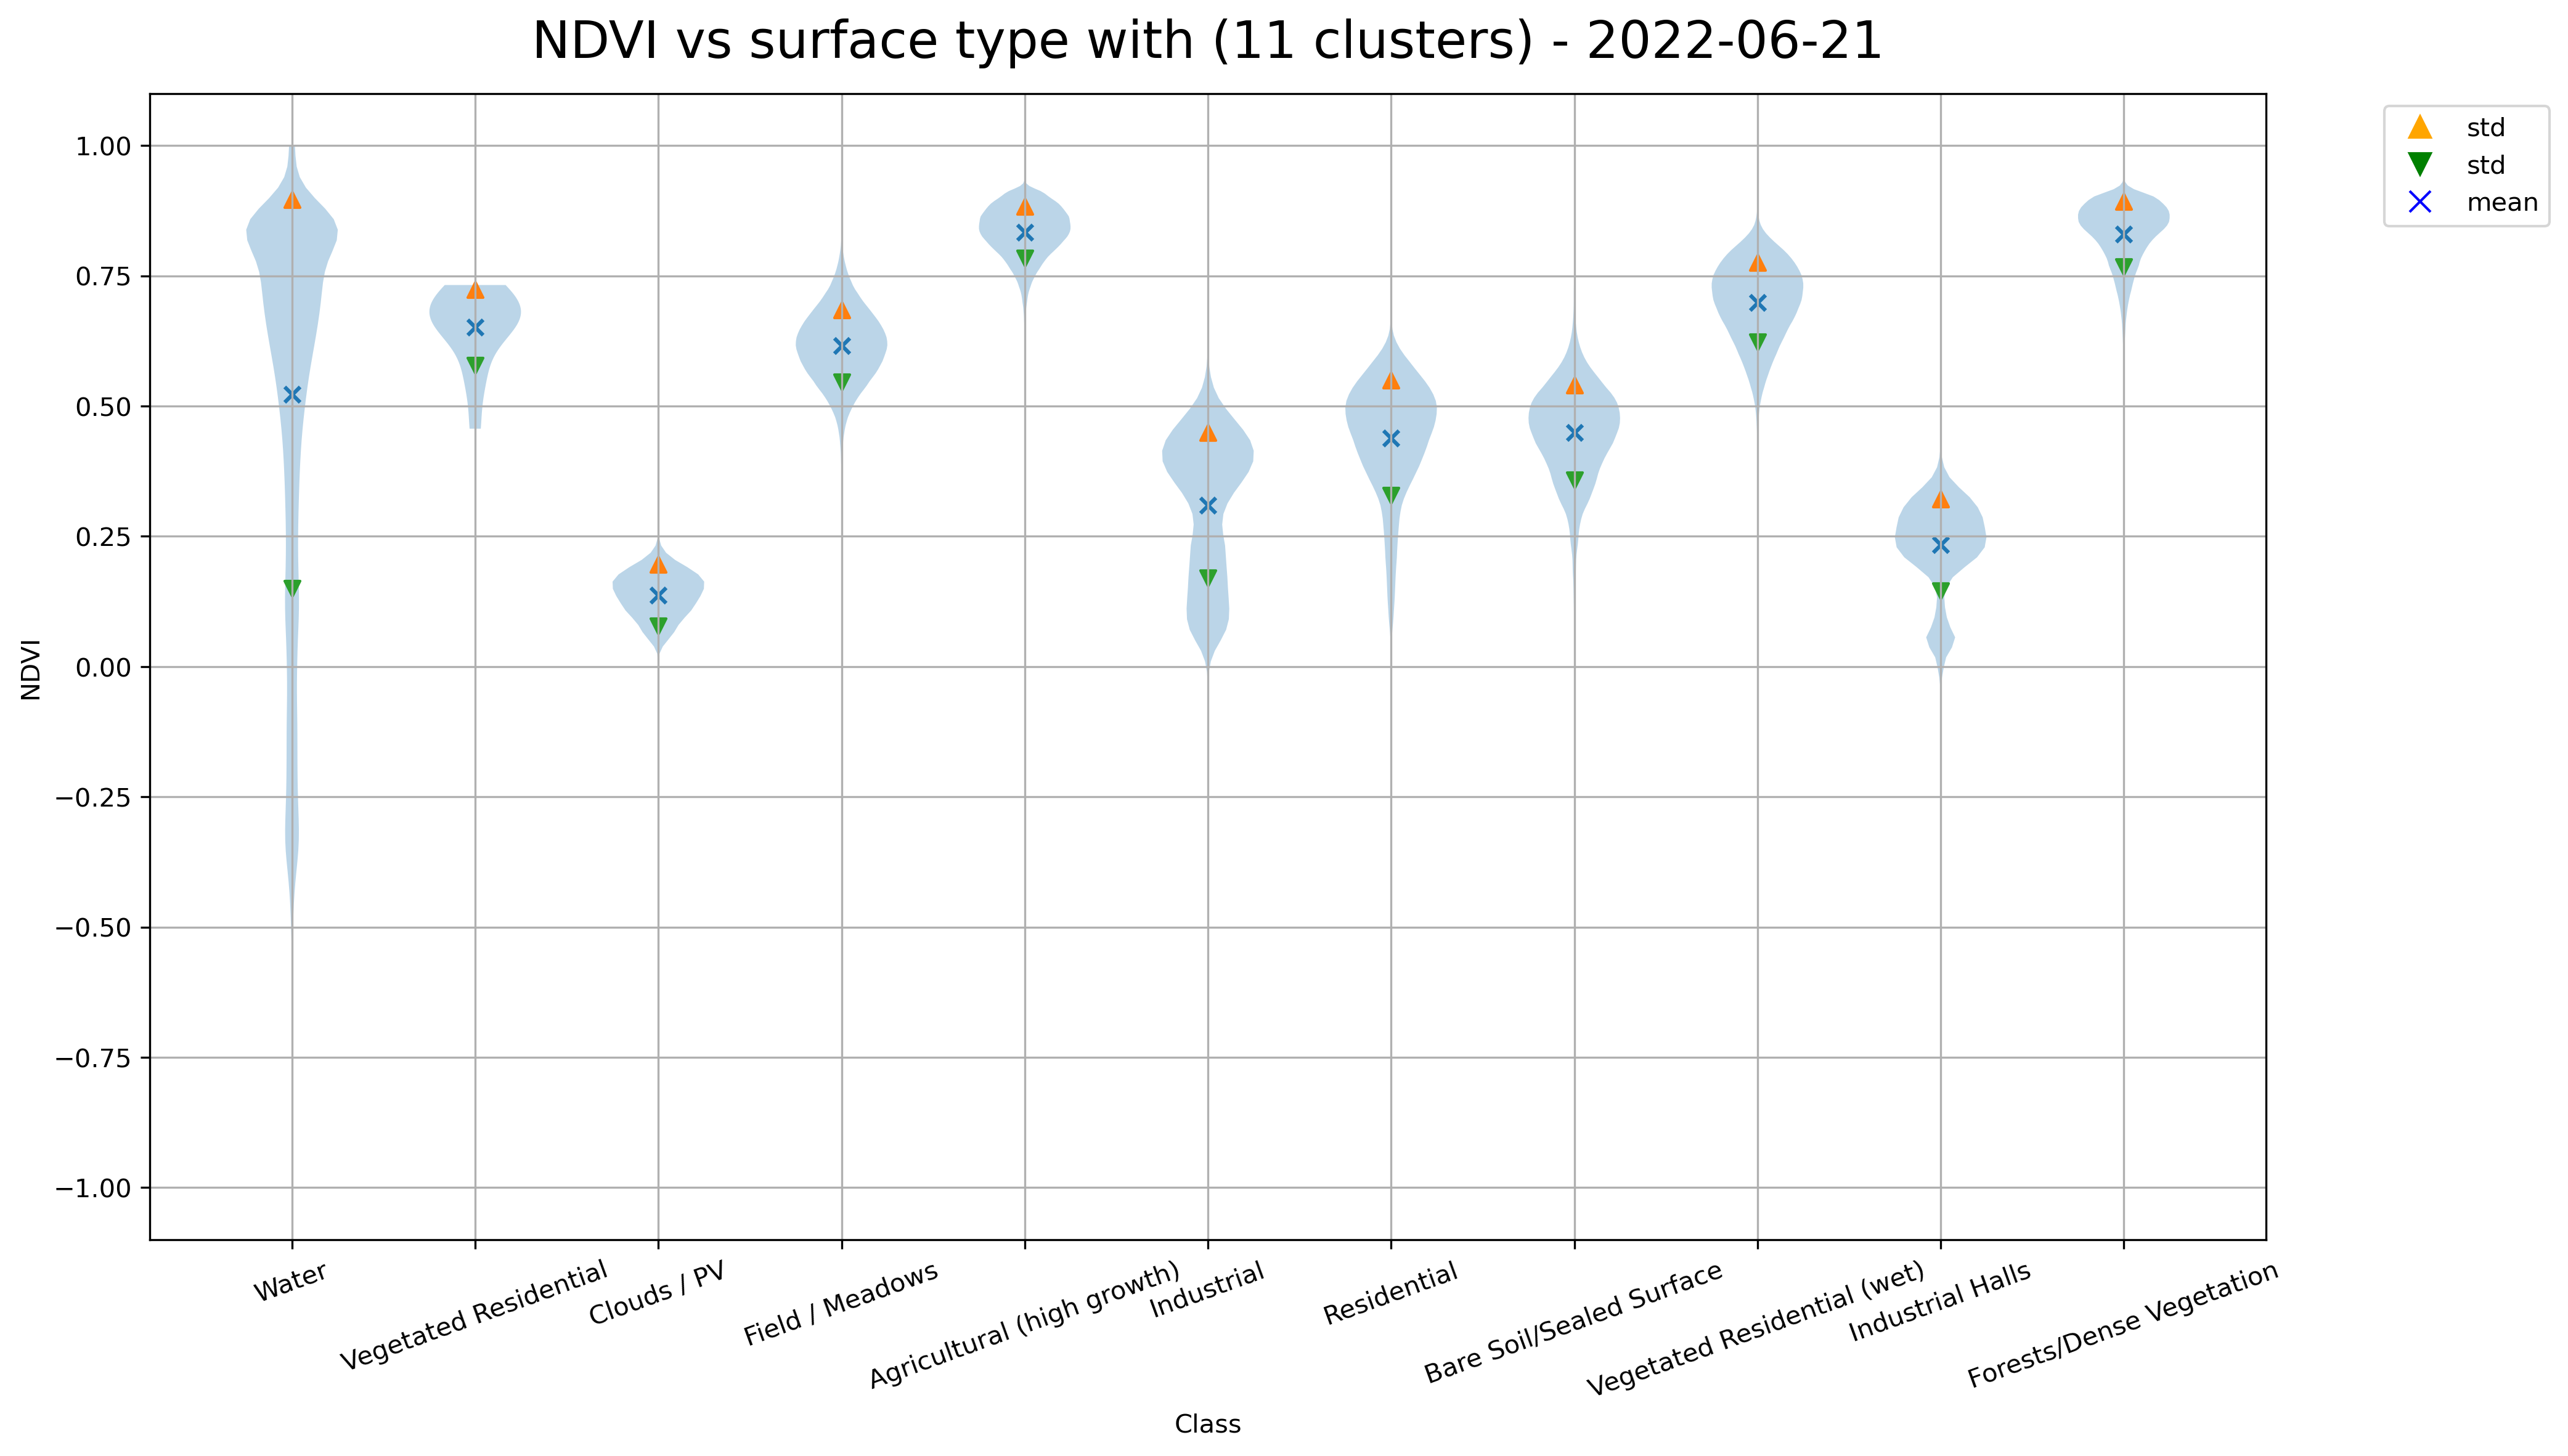 NDVI vs surface type with (11 clusters) - 2022-06-21
std
std
mean
NDVI
1.00
0.75
0.50
0.25
0.00
−0.25
−0.50
−0.75
−1.00
Water
Vegetated Residential
Clouds / PV
Field / Meadows
Agricultural (high growth)
Industrial
Residential
Bare Soil/Sealed Surface
Vegetated Residential (wet)
Industrial Halls
Forests/Dense Vegetation
Class